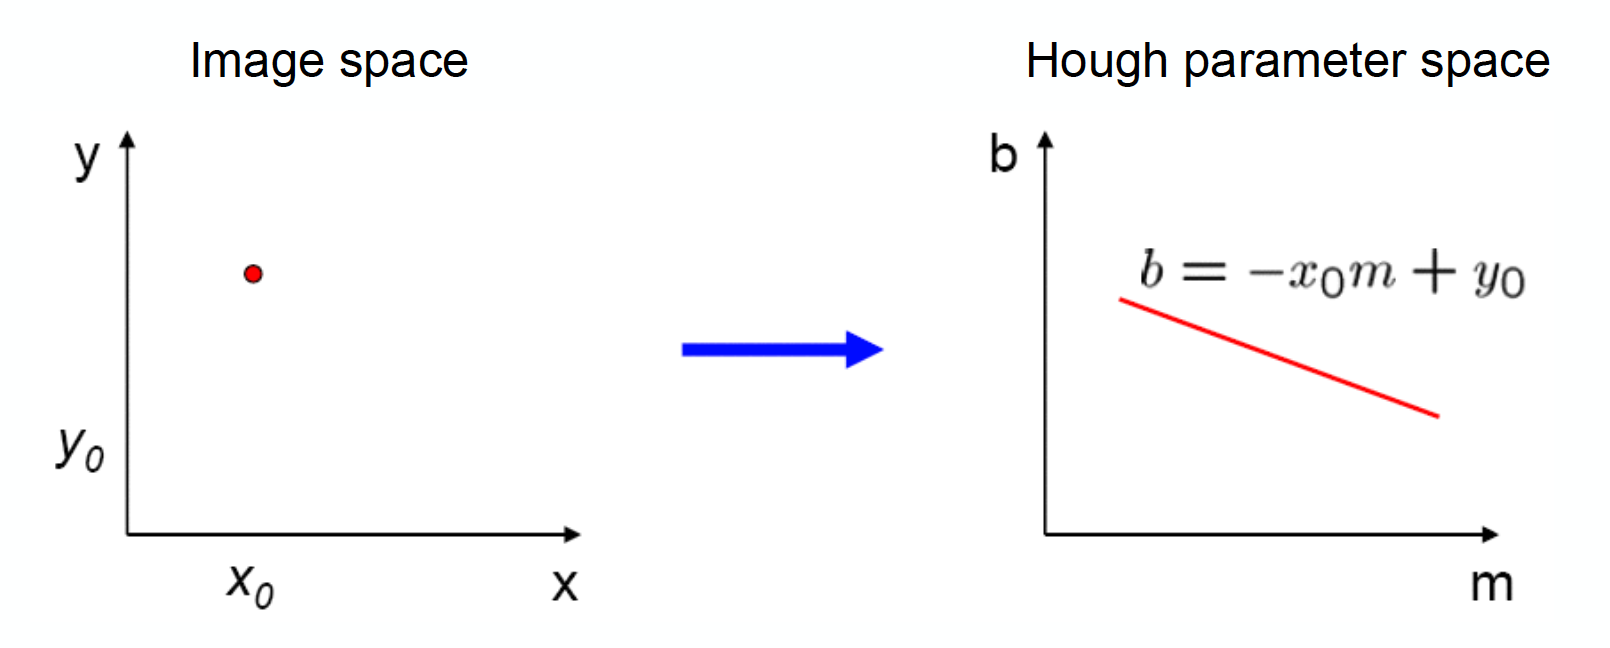 Image space
Hough parameter space
y
y₀
x₀
x
b
b = −x₀m + y₀
m